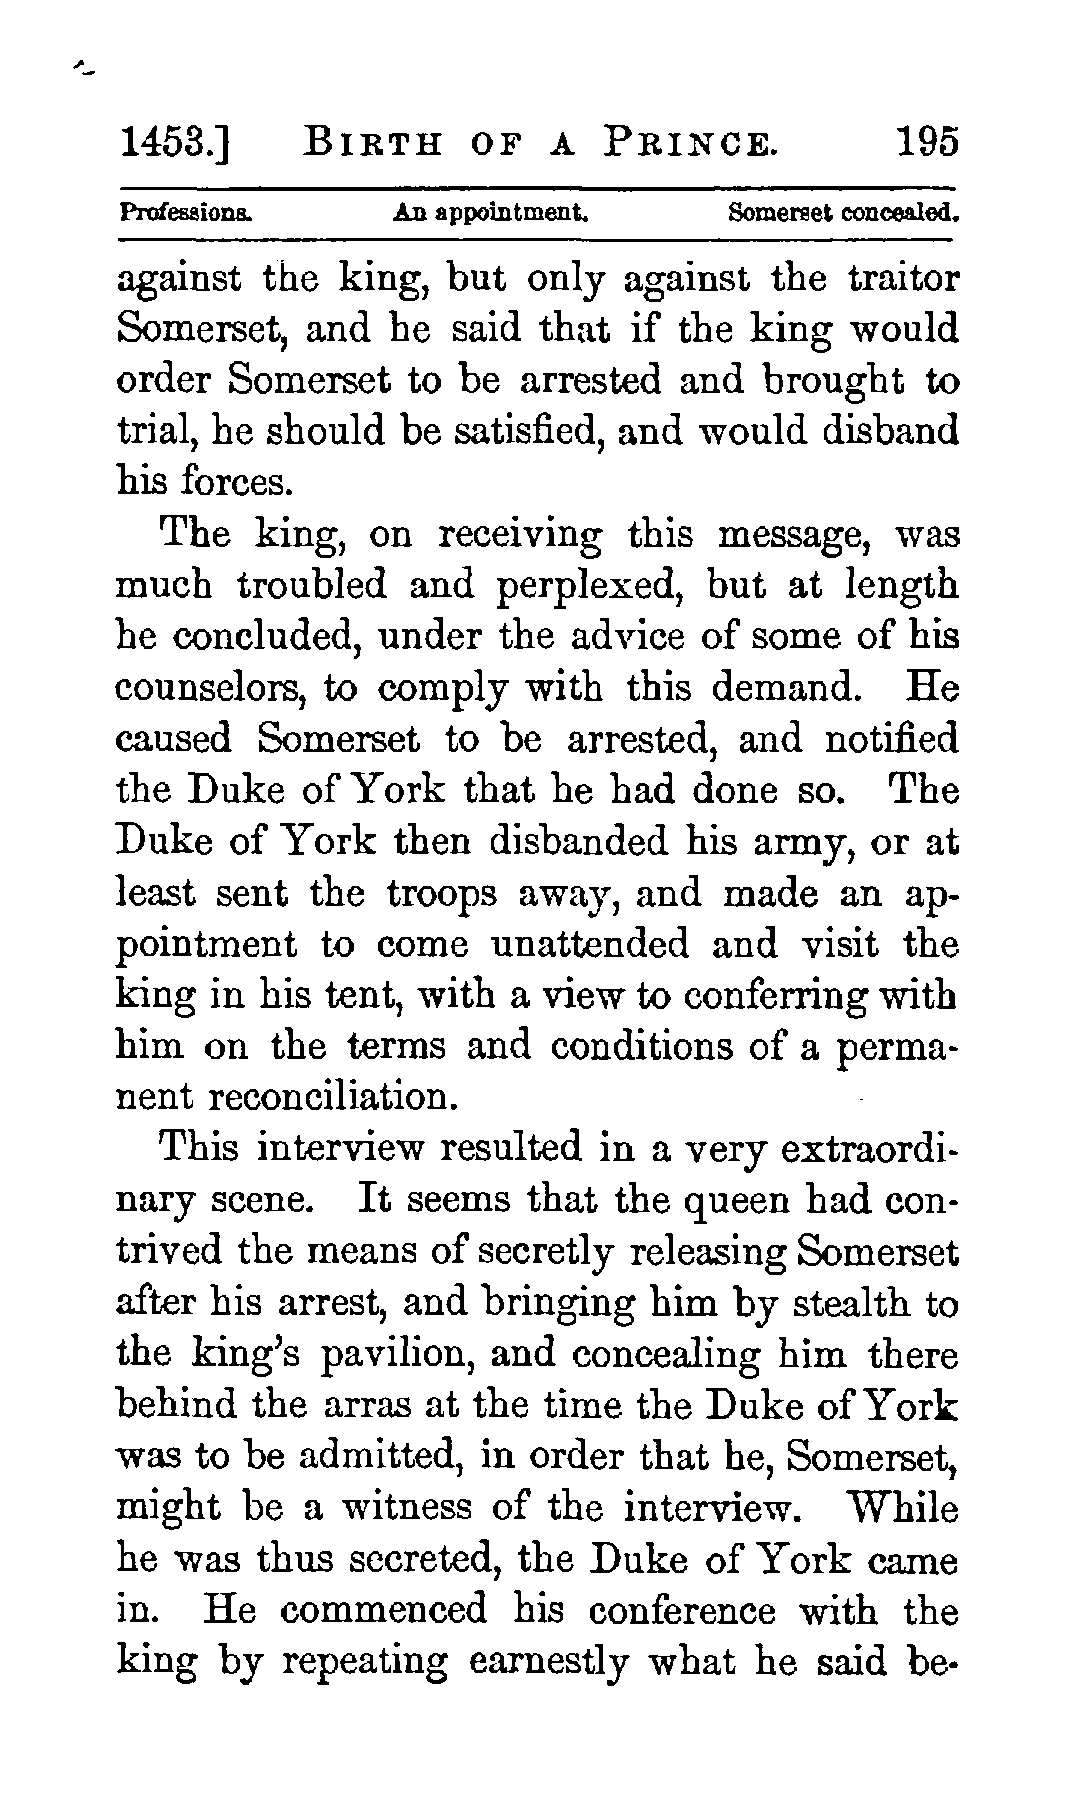 1453.] BIRTH OF A PRINCE. 195
Professions. An appointment. Somerset concealed.
against the king, but only against the traitor
Somerset, and he said that if the king would
order Somerset to be arrested and brought to
trial, he should be satisfied, and would disband
his forces.
The king, on receiving this message, was
much troubled and perplexed, but at length
he concluded, under the advice of some of his
counselors, to comply with this demand. He
caused Somerset to be arrested, and notified
the Duke of York that he had done so. The
Duke of York then disbanded his army, or at
least sent the troops away, and made an ap-
pointment to come unattended and visit the
king in his tent, with a view to conferring with
him on the terms and conditions of a perma-
nent reconciliation.
This interview resulted in a very extraordi-
nary scene. It seems that the queen had con-
trived the means of secretly releasing Somerset
after his arrest, and bringing him by stealth to
the king's pavilion, and concealing him there
behind the arras at the time the Duke of York
was to be admitted, in order that he, Somerset,
might be a witness of the interview. While
he was thus secreted, the Duke of York came
in. He commenced his conference with the
king by repeating earnestly what he said be-